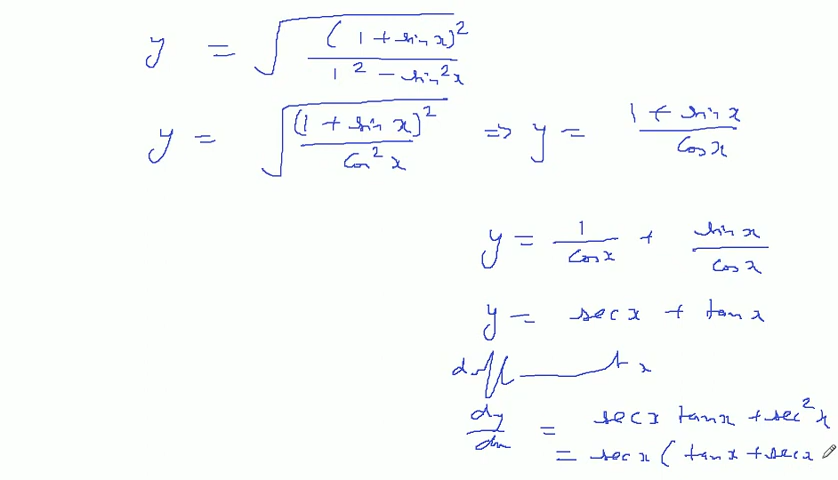 y = √((1 + sin x)² / (1² - sin² x))
y = √((1 + sin x)² / cos² x) => y = (1 + sin x) / cos x
y = 1 / cos x + sin x / cos x
y = sec x + tan x
diff x
dy/dx = sec x tan x + sec² x
= sec x ( tan x + sec x